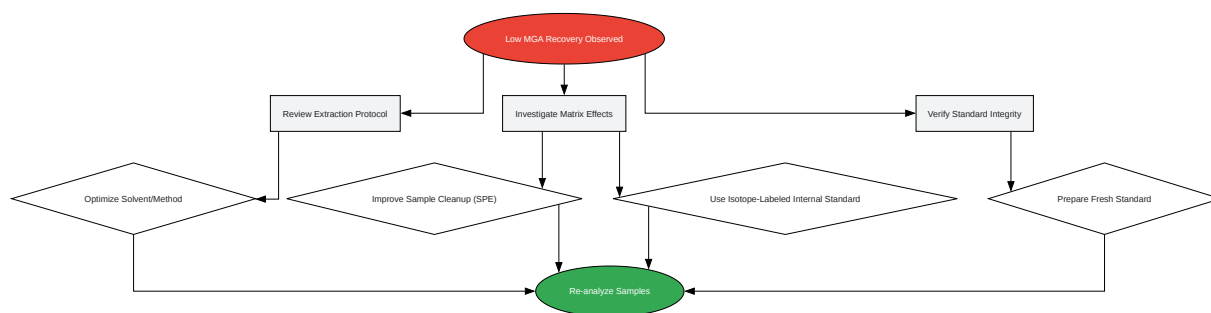 Low MGA Recovery Observed
Review Extraction Protocol
Investigate Matrix Effects
Verify Standard Integrity
Optimize Solvent/Method
Improve Sample Cleanup (SPE)
Use Isotope-Labeled Internal Standard
Prepare Fresh Standard
Re-analyze Samples